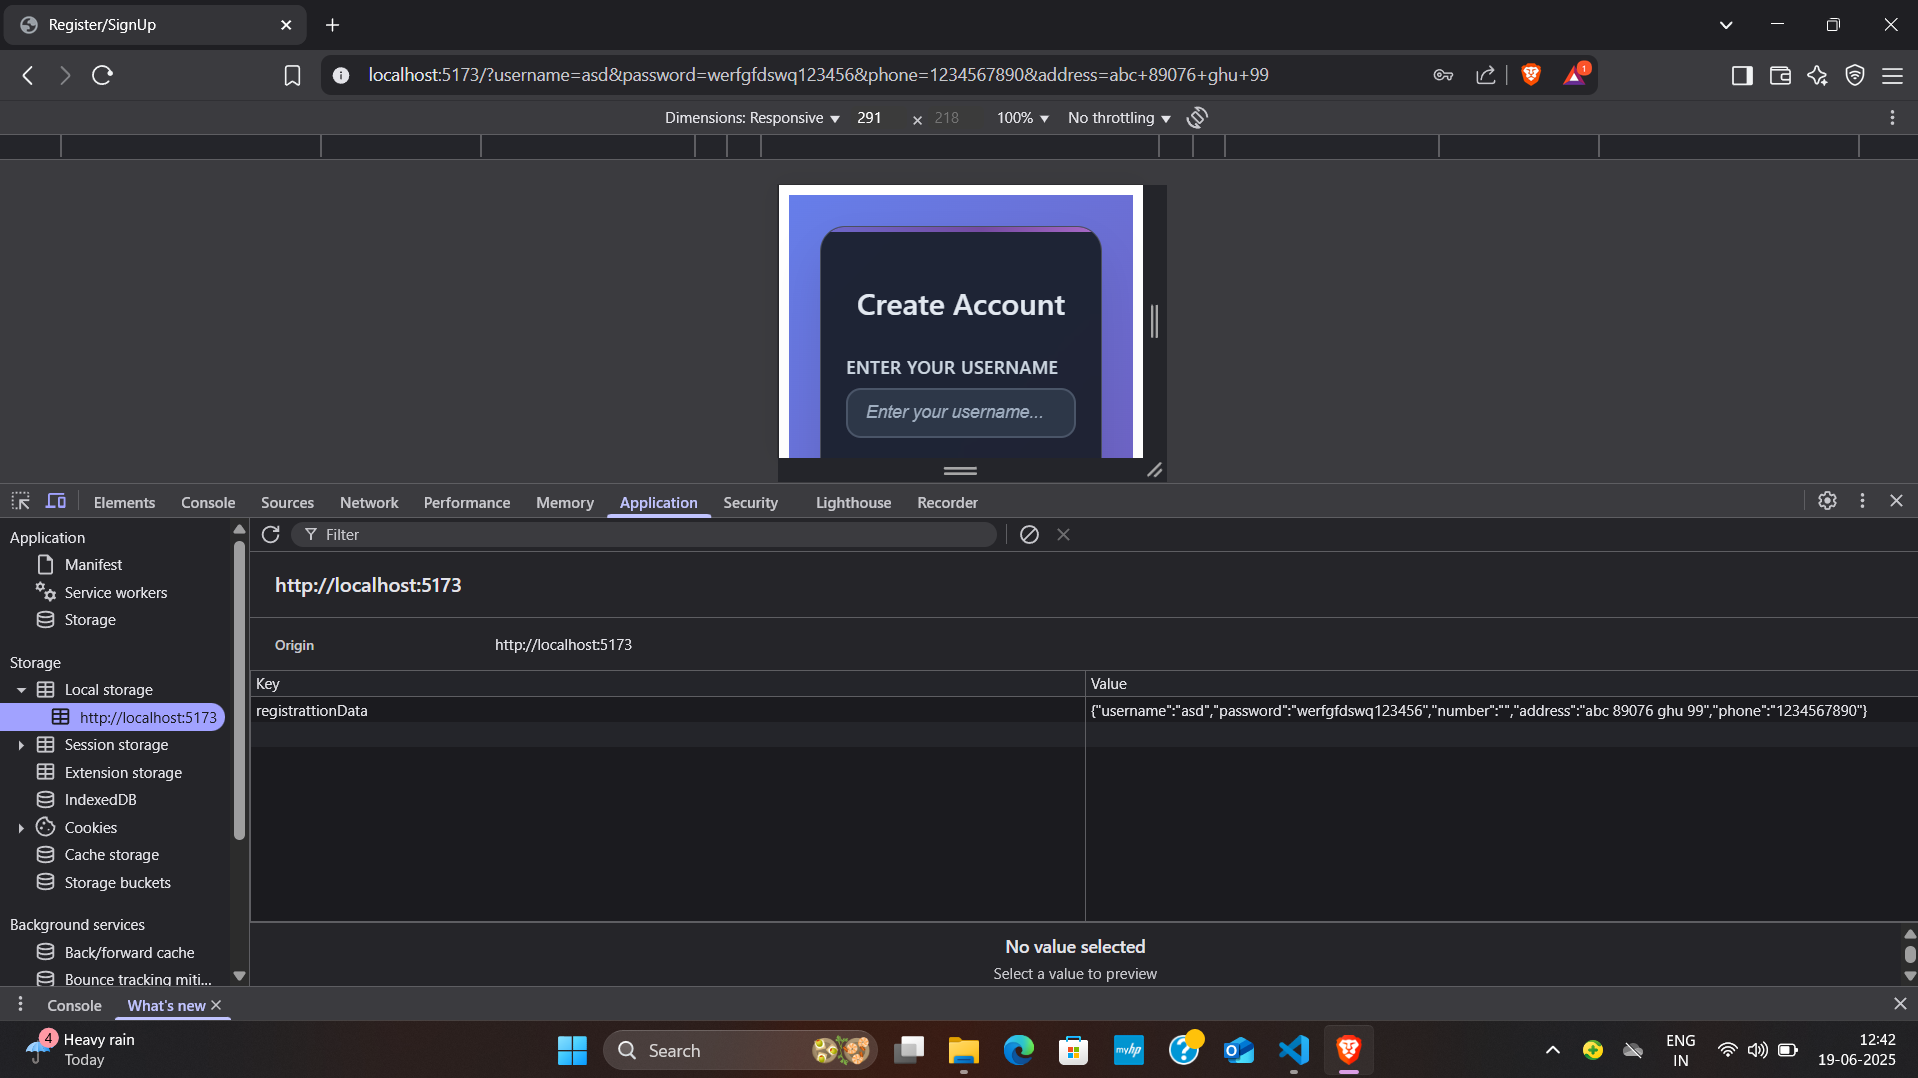 Register/SignUp
localhost:5173/?username=asd&password=werfgfdswq123456&phone=1234567890&address=abc+89076+ghu+99
1
Dimensions: Responsive 291 × 218 100% No throttling
Create Account
ENTER YOUR USERNAME
Enter your username...
Elements Console Sources Network Performance Memory Application Security Lighthouse Recorder
Application
Manifest
Service workers
Storage
Storage
Local storage
http://localhost:5173
Session storage
Extension storage
IndexedDB
Cookies
Cache storage
Storage buckets
Background services
Back/forward cache
Bounce tracking miti...
Filter
http://localhost:5173
Origin http://localhost:5173
Key Value
registrattionData {"username":"asd","password":"werfgfdswq123456","number":"","address":"abc 89076 ghu 99","phone":"1234567890"}
No value selected
Select a value to preview
Console What's new
4
Heavy rain
Today
Search
myhp
ENG
IN
12:42
19-06-2025